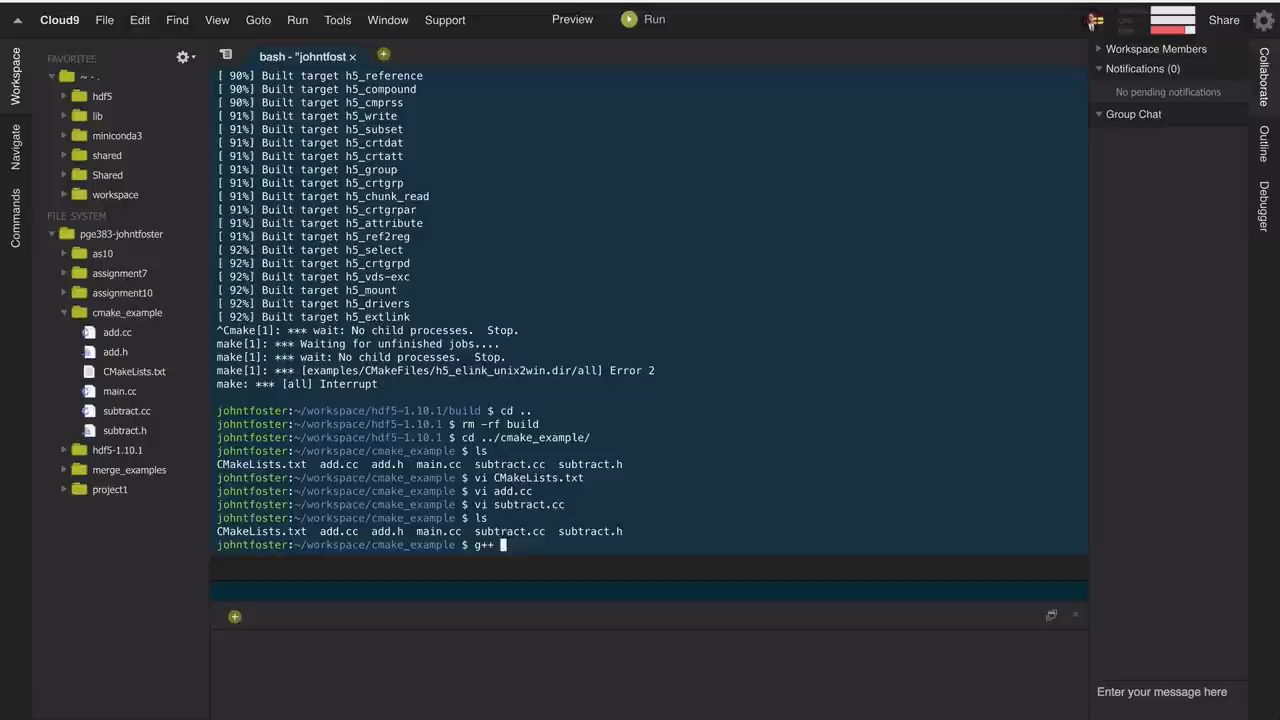 Cloud9 File Edit Find View Goto Run Tools Window Support Preview Run Share
Workspace
Navigate
Commands
FAVORITES
~ - .
hdf5
lib
miniconda3
shared
Shared
workspace
FILE SYSTEM
pge383-johntfoster
as10
assignment7
assignment10
cmake_example
add.cc
add.h
CMakeLists.txt
main.cc
subtract.cc
subtract.h
hdf5-1.10.1
merge_examples
project1
bash - "johntfost ×
[ 90%] Built target h5_reference
[ 90%] Built target h5_compound
[ 90%] Built target h5_cmprss
[ 91%] Built target h5_write
[ 91%] Built target h5_subset
[ 91%] Built target h5_crtdat
[ 91%] Built target h5_crtatt
[ 91%] Built target h5_group
[ 91%] Built target h5_crtgrp
[ 91%] Built target h5_chunk_read
[ 91%] Built target h5_crtgrpar
[ 91%] Built target h5_attribute
[ 91%] Built target h5_ref2reg
[ 92%] Built target h5_select
[ 92%] Built target h5_crtgrpd
[ 92%] Built target h5_vds-exc
[ 92%] Built target h5_mount
[ 92%] Built target h5_drivers
[ 92%] Built target h5_extlink
^Cmake[1]: *** wait: No child processes.  Stop.
make[1]: *** Waiting for unfinished jobs....
make[1]: *** wait: No child processes.  Stop.
make[1]: *** [examples/CMakeFiles/h5_elink_unix2win.dir/all] Error 2
make: *** [all] Interrupt
johntfoster:~/workspace/hdf5-1.10.1/build $ cd ..
johntfoster:~/workspace/hdf5-1.10.1 $ rm -rf build
johntfoster:~/workspace/hdf5-1.10.1 $ cd ../cmake_example/
johntfoster:~/workspace/cmake_example $ ls
CMakeLists.txt  add.cc  add.h  main.cc  subtract.cc  subtract.h
johntfoster:~/workspace/cmake_example $ vi CMakeLists.txt
johntfoster:~/workspace/cmake_example $ vi add.cc
johntfoster:~/workspace/cmake_example $ vi subtract.cc
johntfoster:~/workspace/cmake_example $ ls
CMakeLists.txt  add.cc  add.h  main.cc  subtract.cc  subtract.h
johntfoster:~/workspace/cmake_example $ g++
Workspace Members
Notifications (0)
No pending notifications
Group Chat
Enter your message here
Collaborate
Outline
Debugger